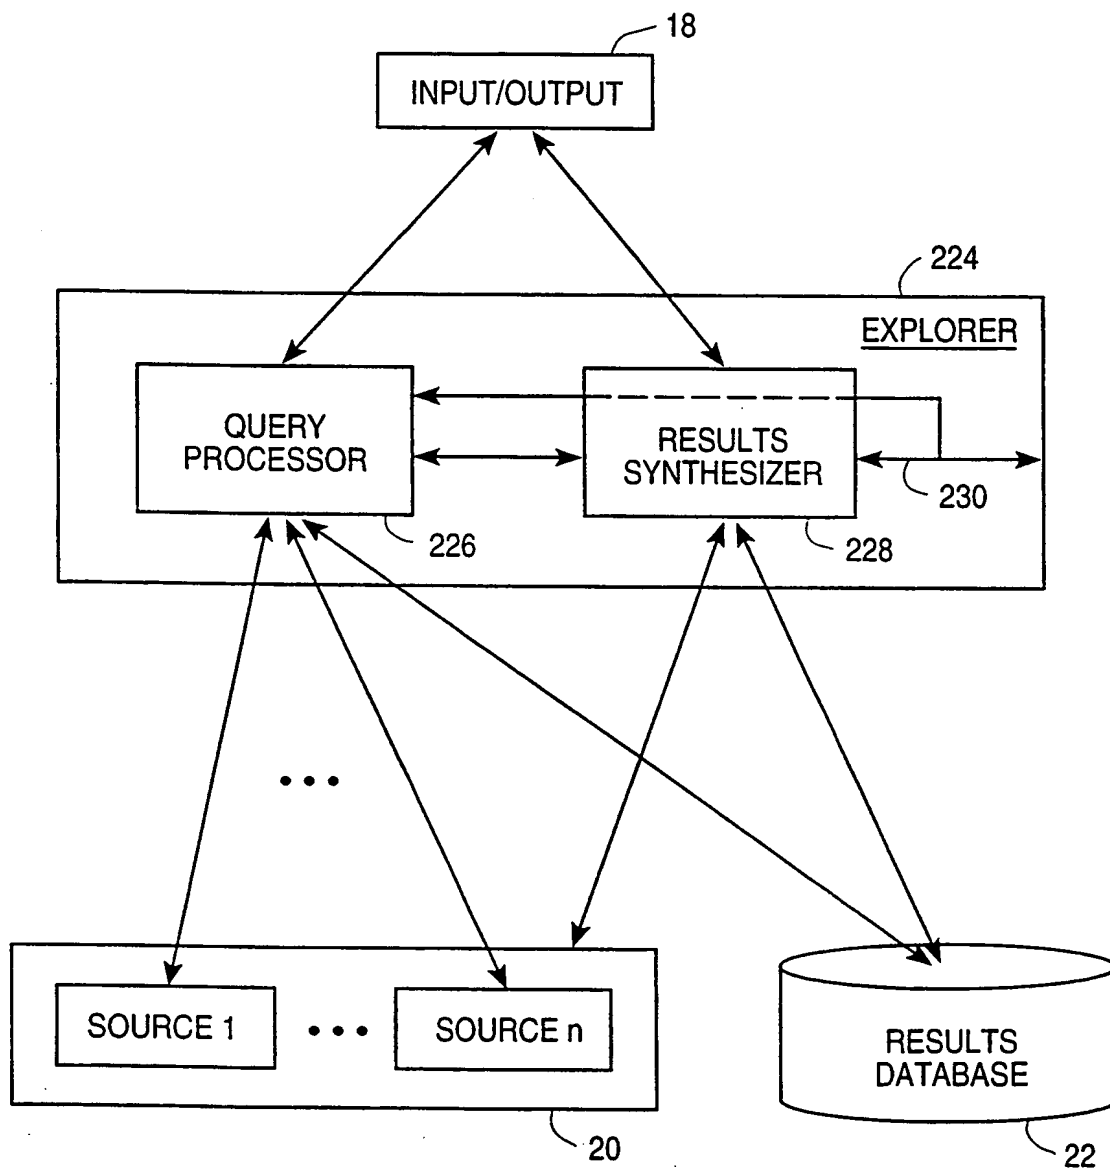 18
INPUT/OUTPUT
224
EXPLORER
QUERY
PROCESSOR
RESULTS
SYNTHESIZER
230
226
228
SOURCE 1
SOURCE n
RESULTS
DATABASE
20
22